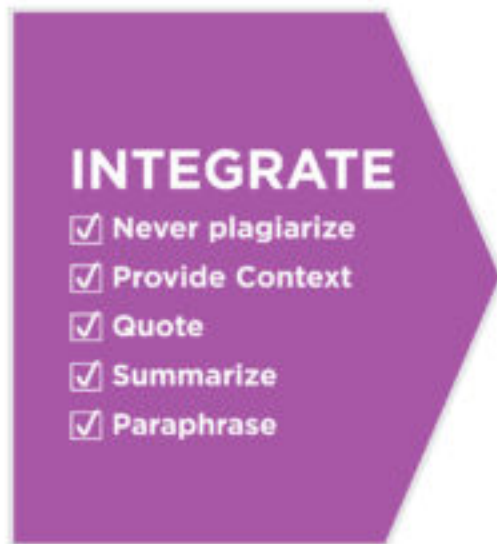 INTEGRATE
Never plagiarize
Provide Context
Quote
Summarize
Paraphrase